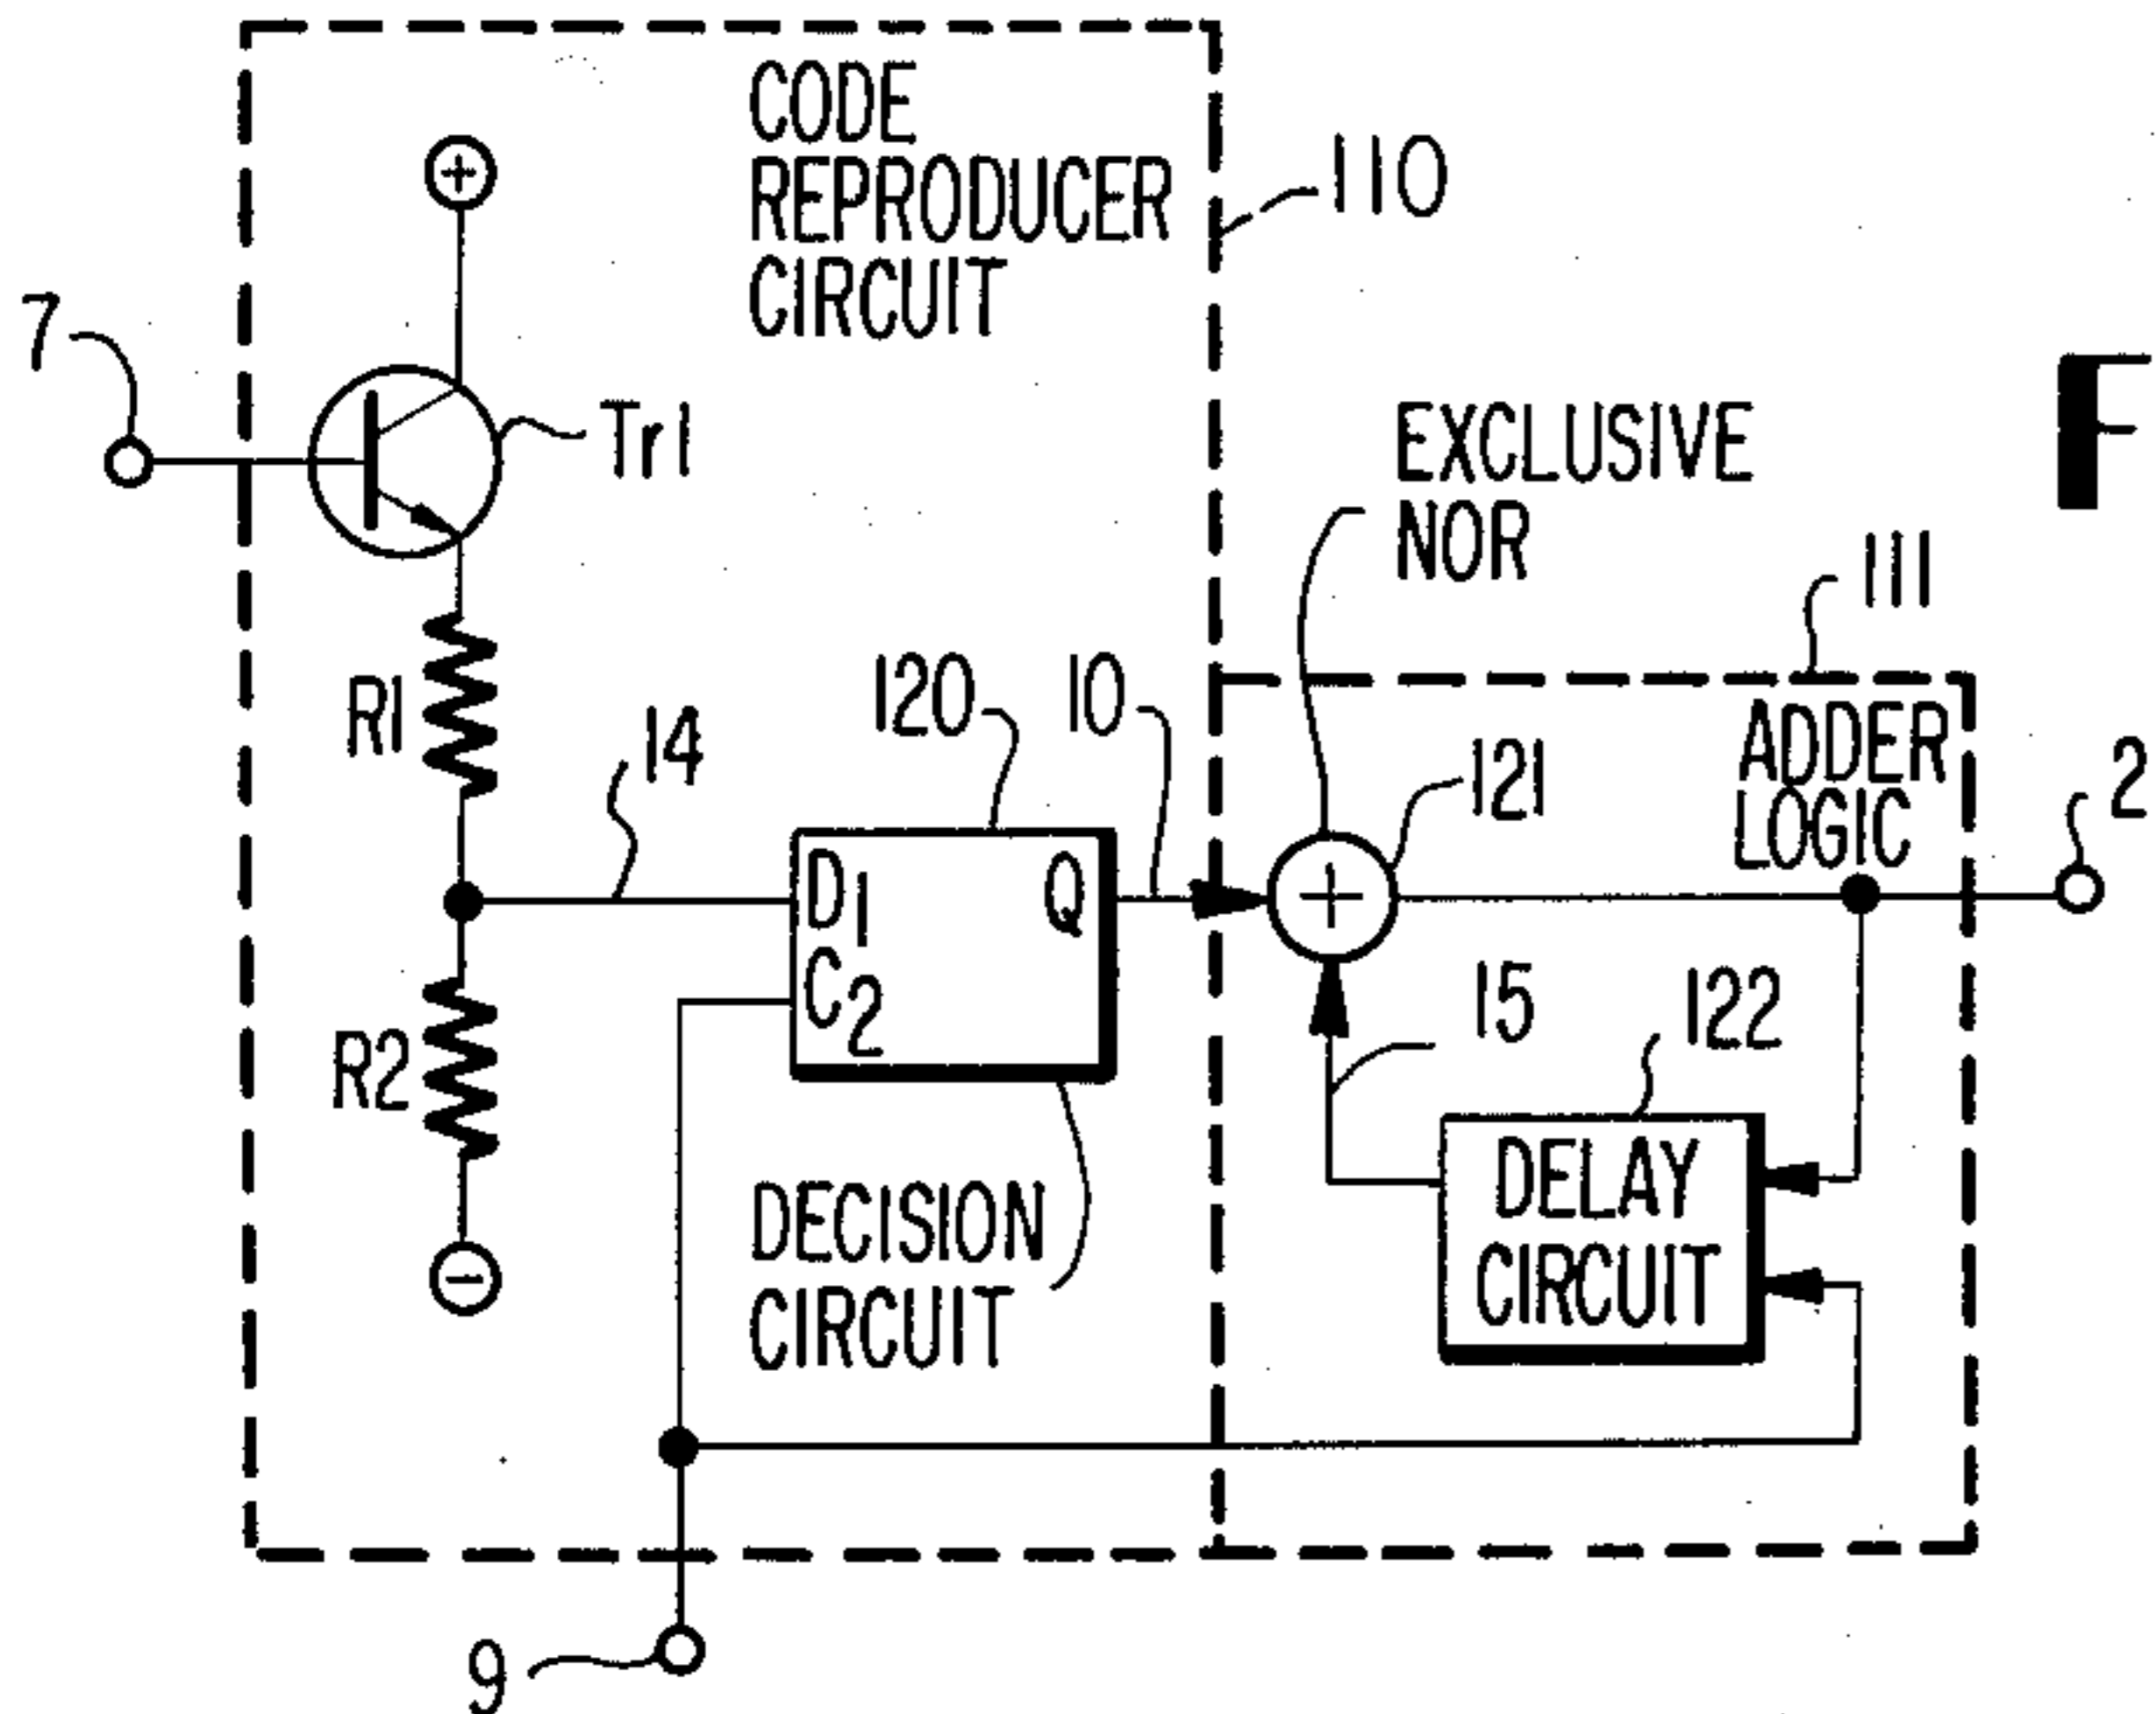 CODE
REPRODUCER
CIRCUIT
110
7
Tr1
EXCLUSIVE
NOR
F
111
R1
14
120
10
121
ADDER
LOGIC
2
D1
Q
C2
+
15
122
R2
DELAY
CIRCUIT
DECISION
CIRCUIT
+
-
9